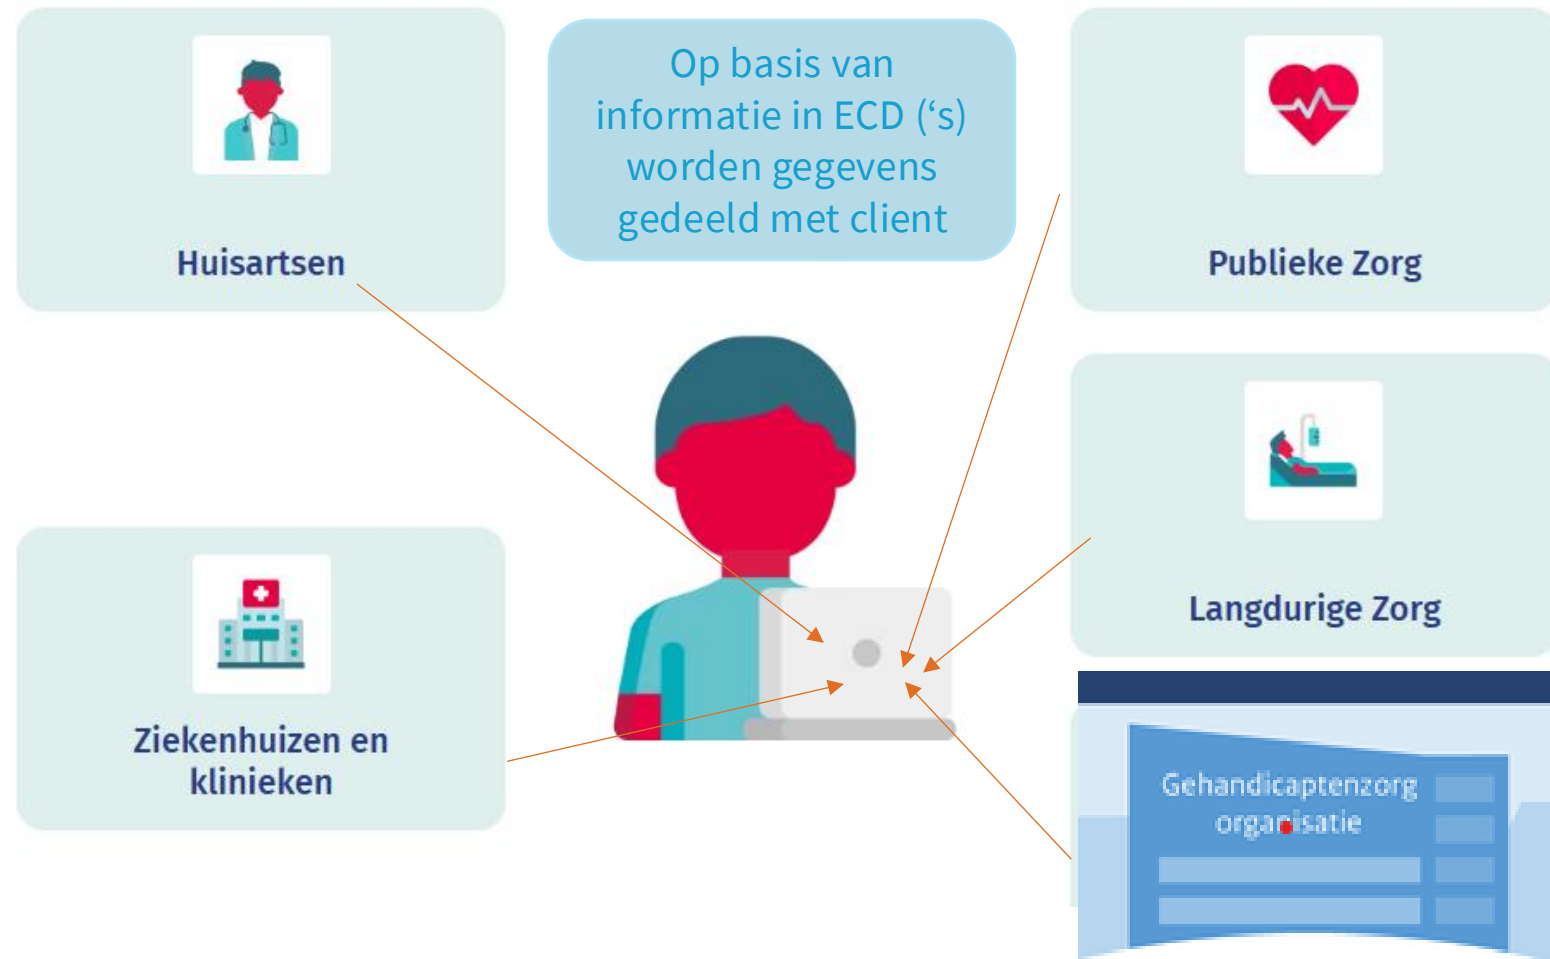 Op basis van
informatie in ECD (‘s)
worden gegevens
gedeeld met client
Huisartsen
Publieke Zorg
Langdurige Zorg
Ziekenhuizen en
klinieken
Gehandicaptenzorg
organisatie